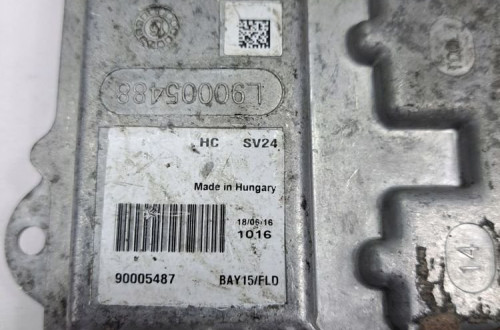 L90005488
HC SV24
Made in Hungary
18/06/16
1016
90005487 BAY15/FLD
14